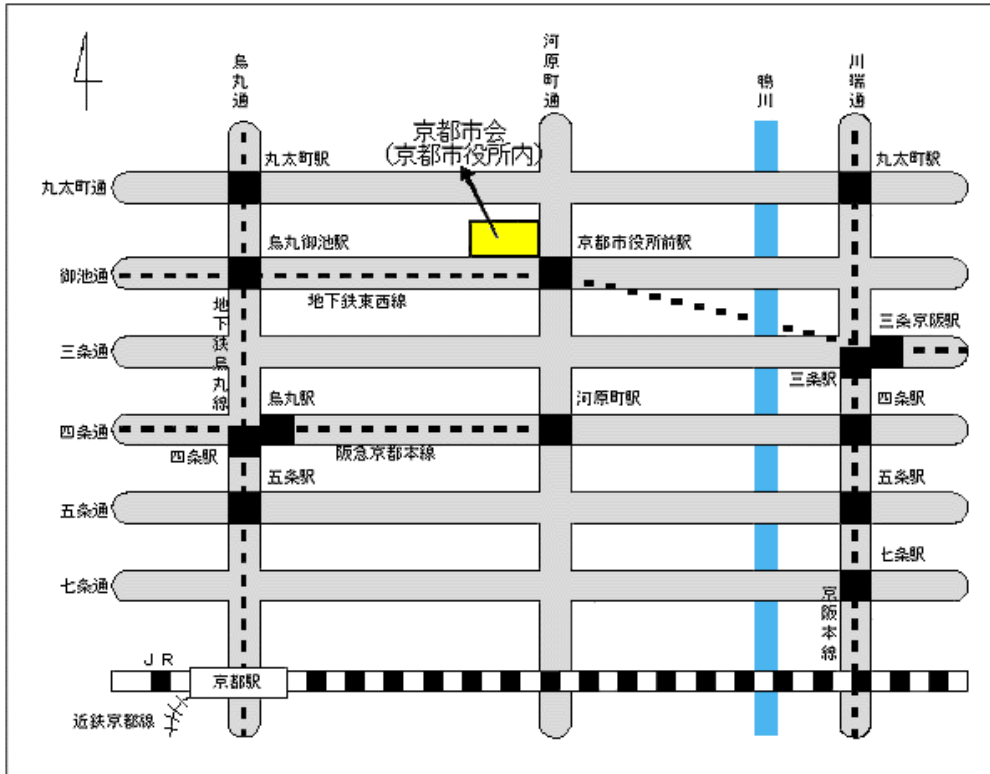 烏丸通
河原町通
鴨川
川端通
京都市会
(京都市役所内)
丸太町駅
丸太町駅
丸太町通
烏丸御池駅
京都市役所前駅
御池通
地下鉄東西線
地下鉄烏丸線
三条京阪駅
三条通
三条駅
烏丸駅
河原町駅
四条駅
四条通
四条駅
阪急京都本線
五条駅
五条駅
五条通
七条駅
七条通
京阪本線
JR
京都駅
近鉄京都線